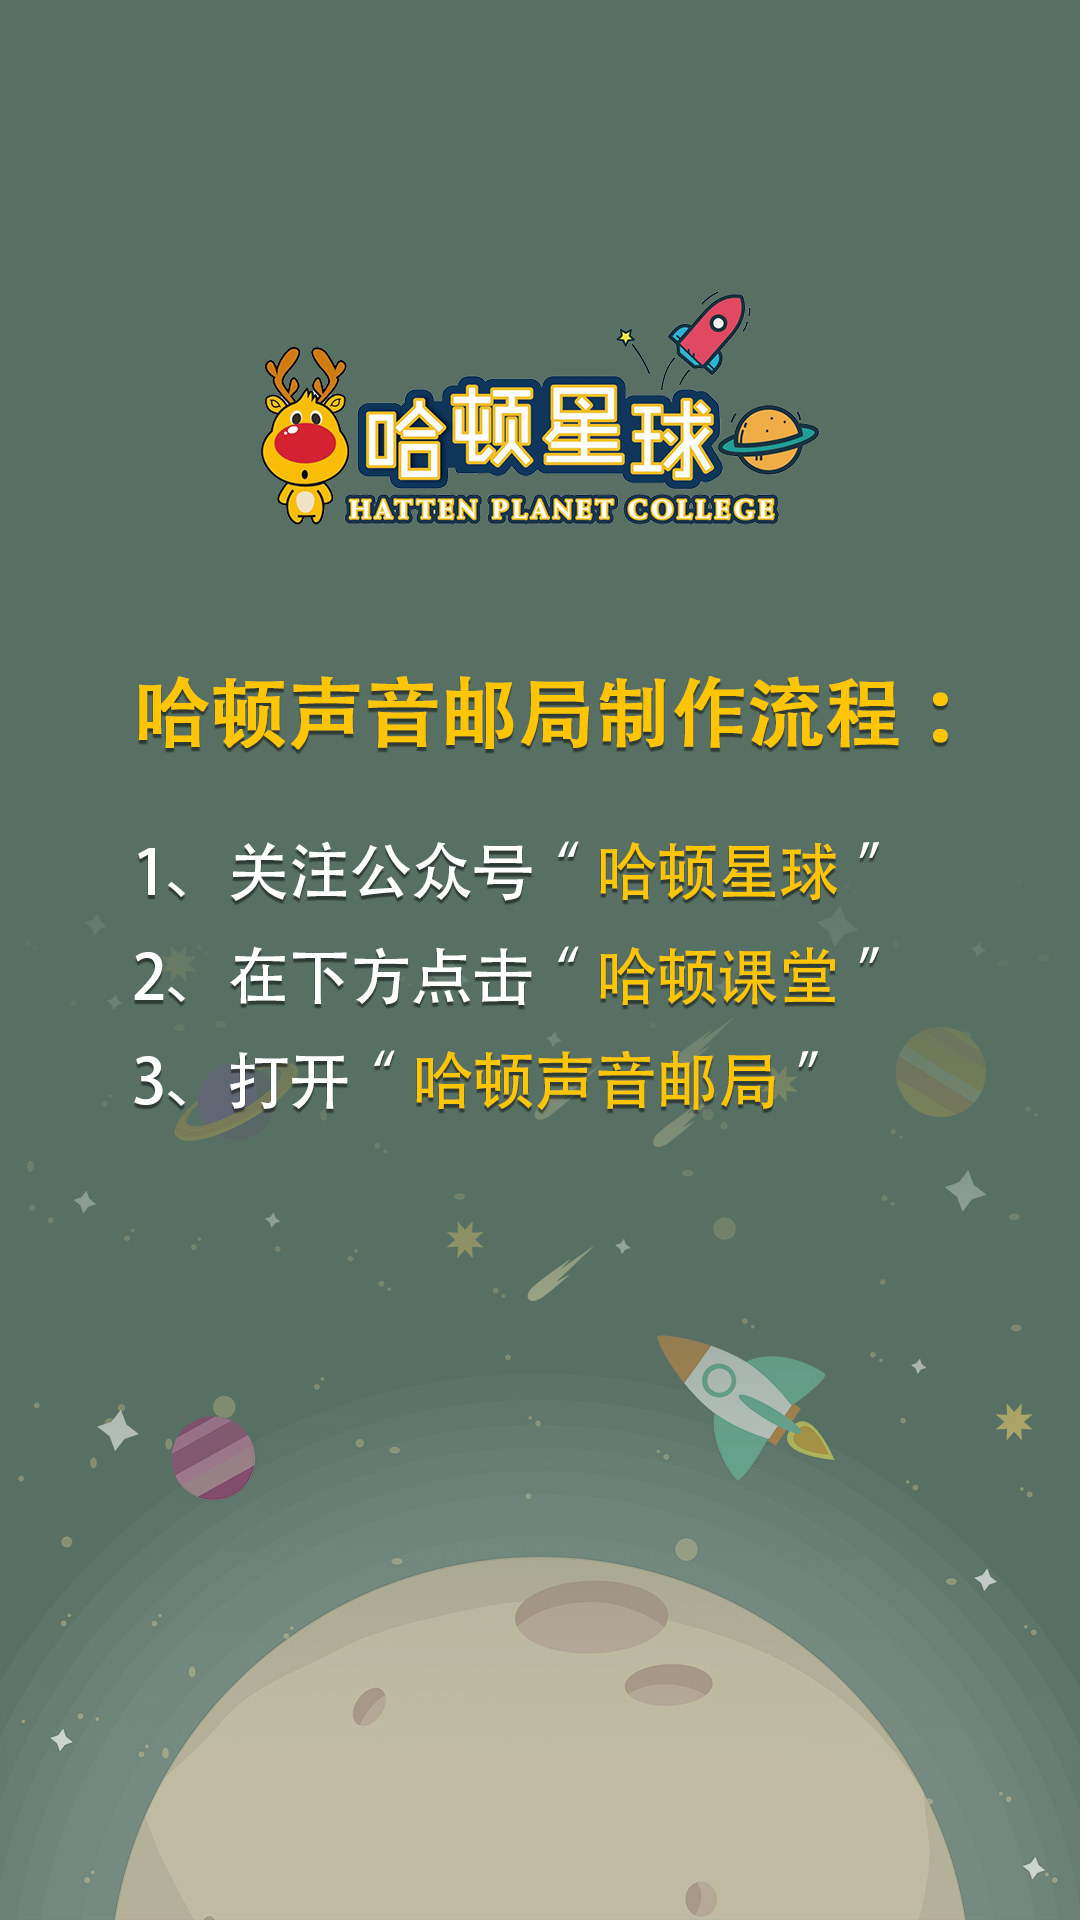 哈顿星球
HATTEN PLANET COLLEGE
哈顿声音邮局制作流程：
1、关注公众号“哈顿星球”
2、在下方点击“哈顿课堂”
3、打开“哈顿声音邮局”